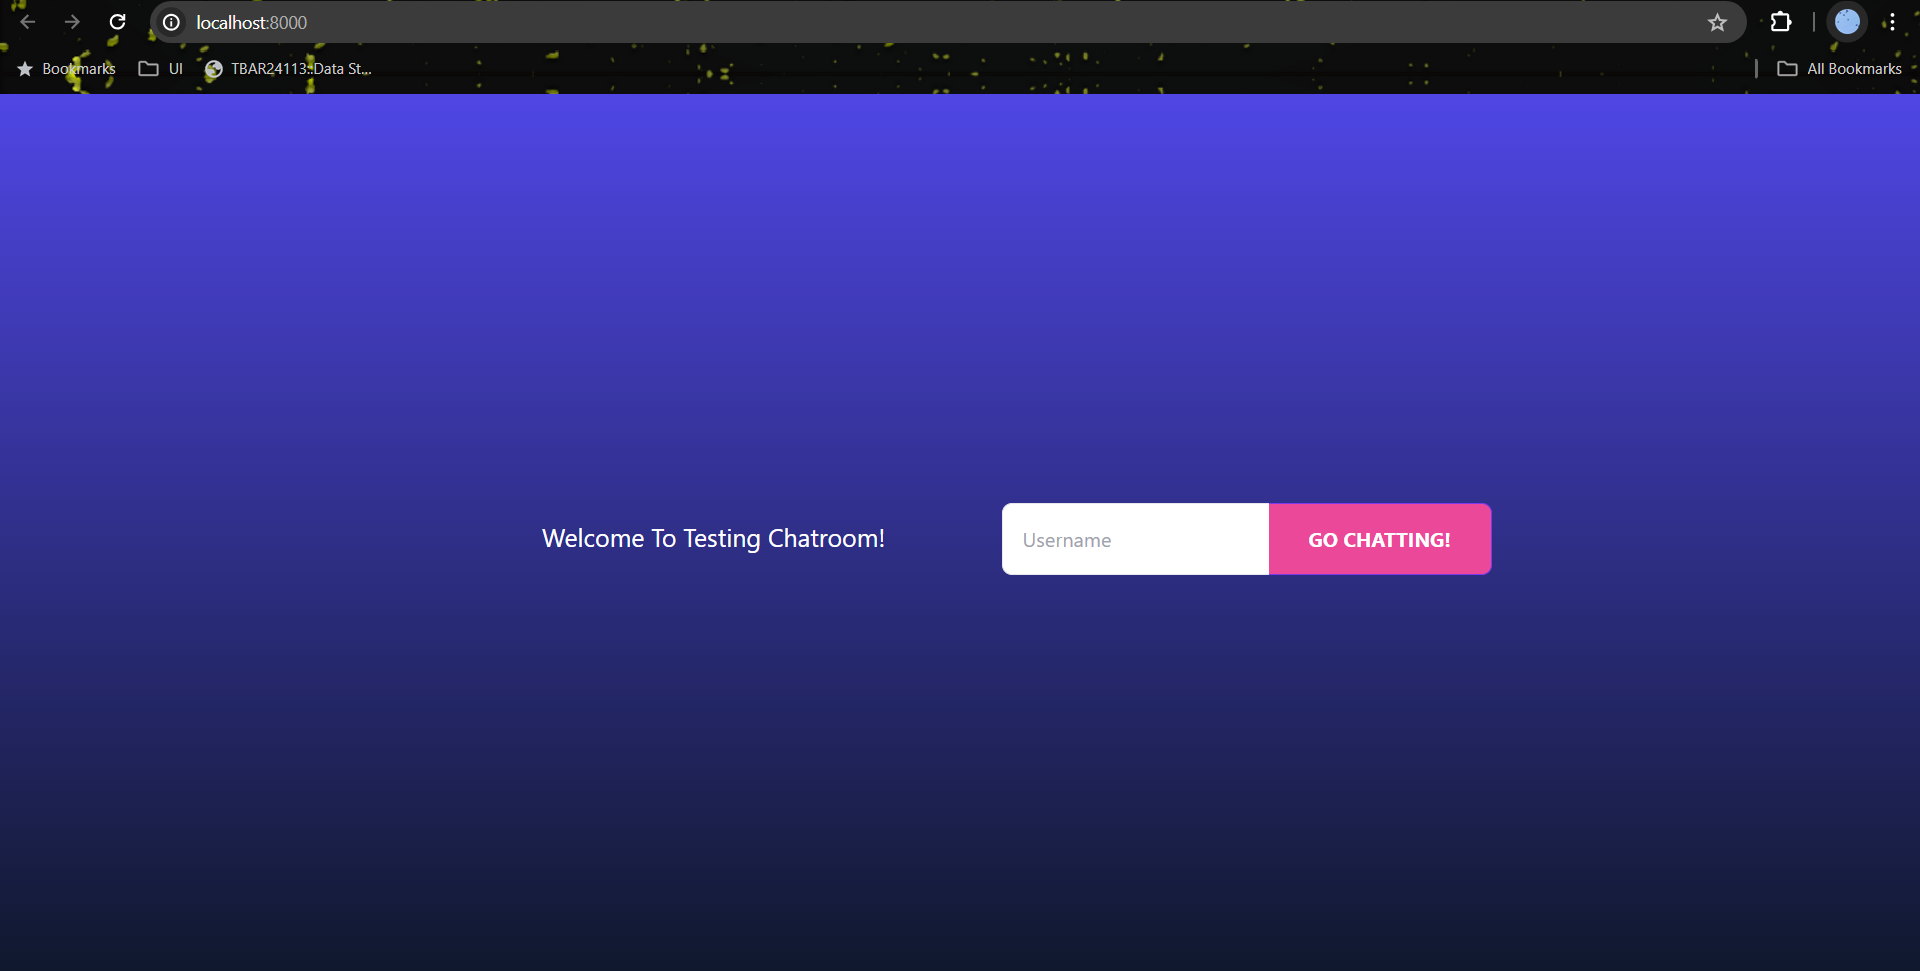 localhost:8000
Bookmarks UI TBAR24113::Data St... All Bookmarks
Welcome To Testing Chatroom!
Username GO CHATTING!